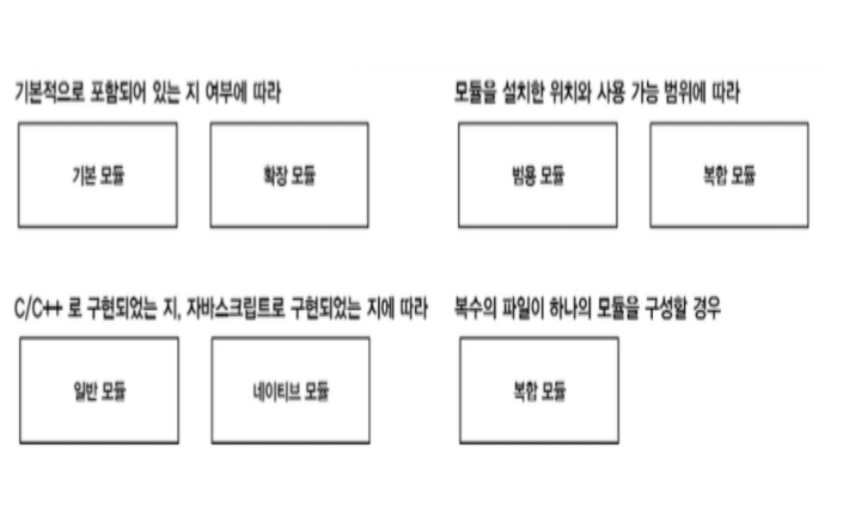 기본적으로 포함되어 있는 지 여부에 따라
기본 모듈
확장 모듈
모듈을 설치한 위치와 사용 가능 범위에 따라
범용 모듈
복합 모듈
C/C++ 로 구현되었는 지, 자바스크립트로 구현되었는 지에 따라
일반 모듈
네이티브 모듈
복수의 파일이 하나의 모듈을 구성할 경우
복합 모듈